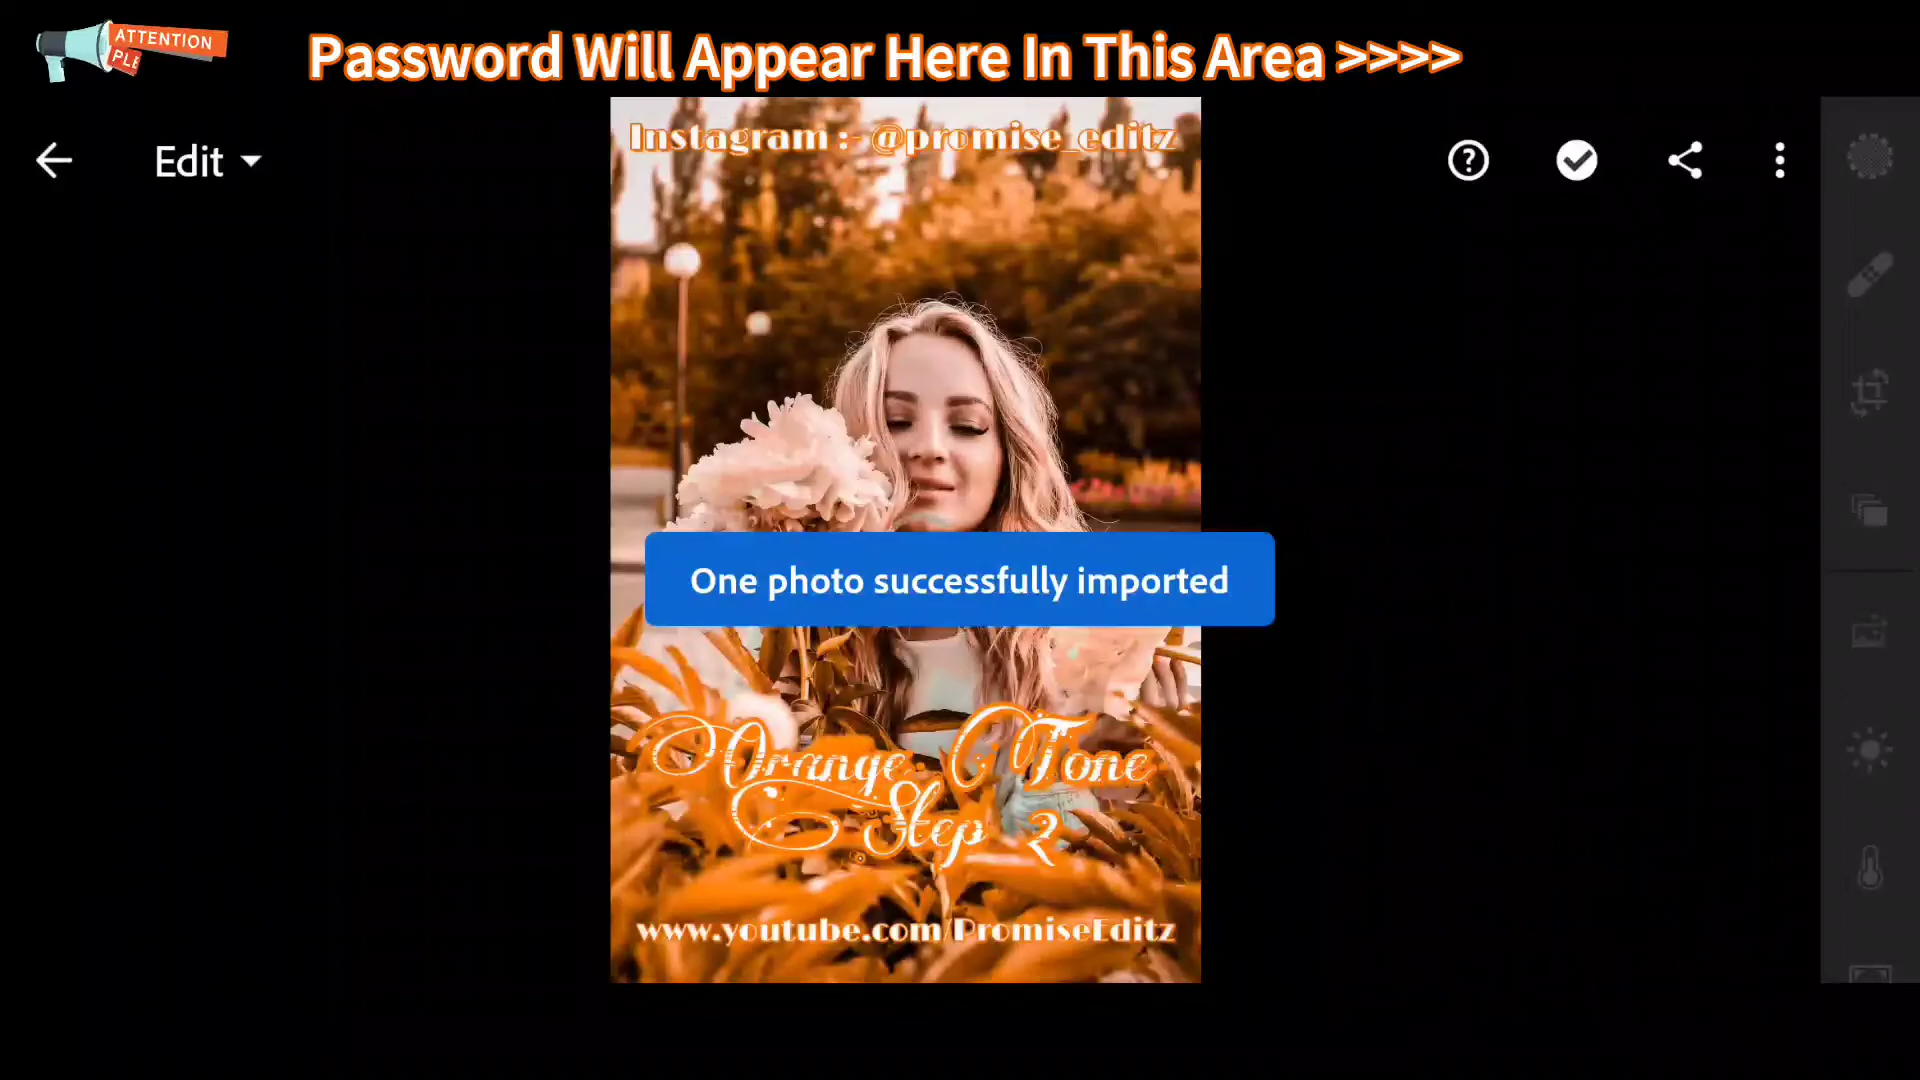 ATTENTION
PLE
Password Will Appear Here In This Area >>>>
Instagram :- @promise_editz
Edit
One photo successfully imported
Orange Tone
Step 2
www.youtube.com/PromiseEditz